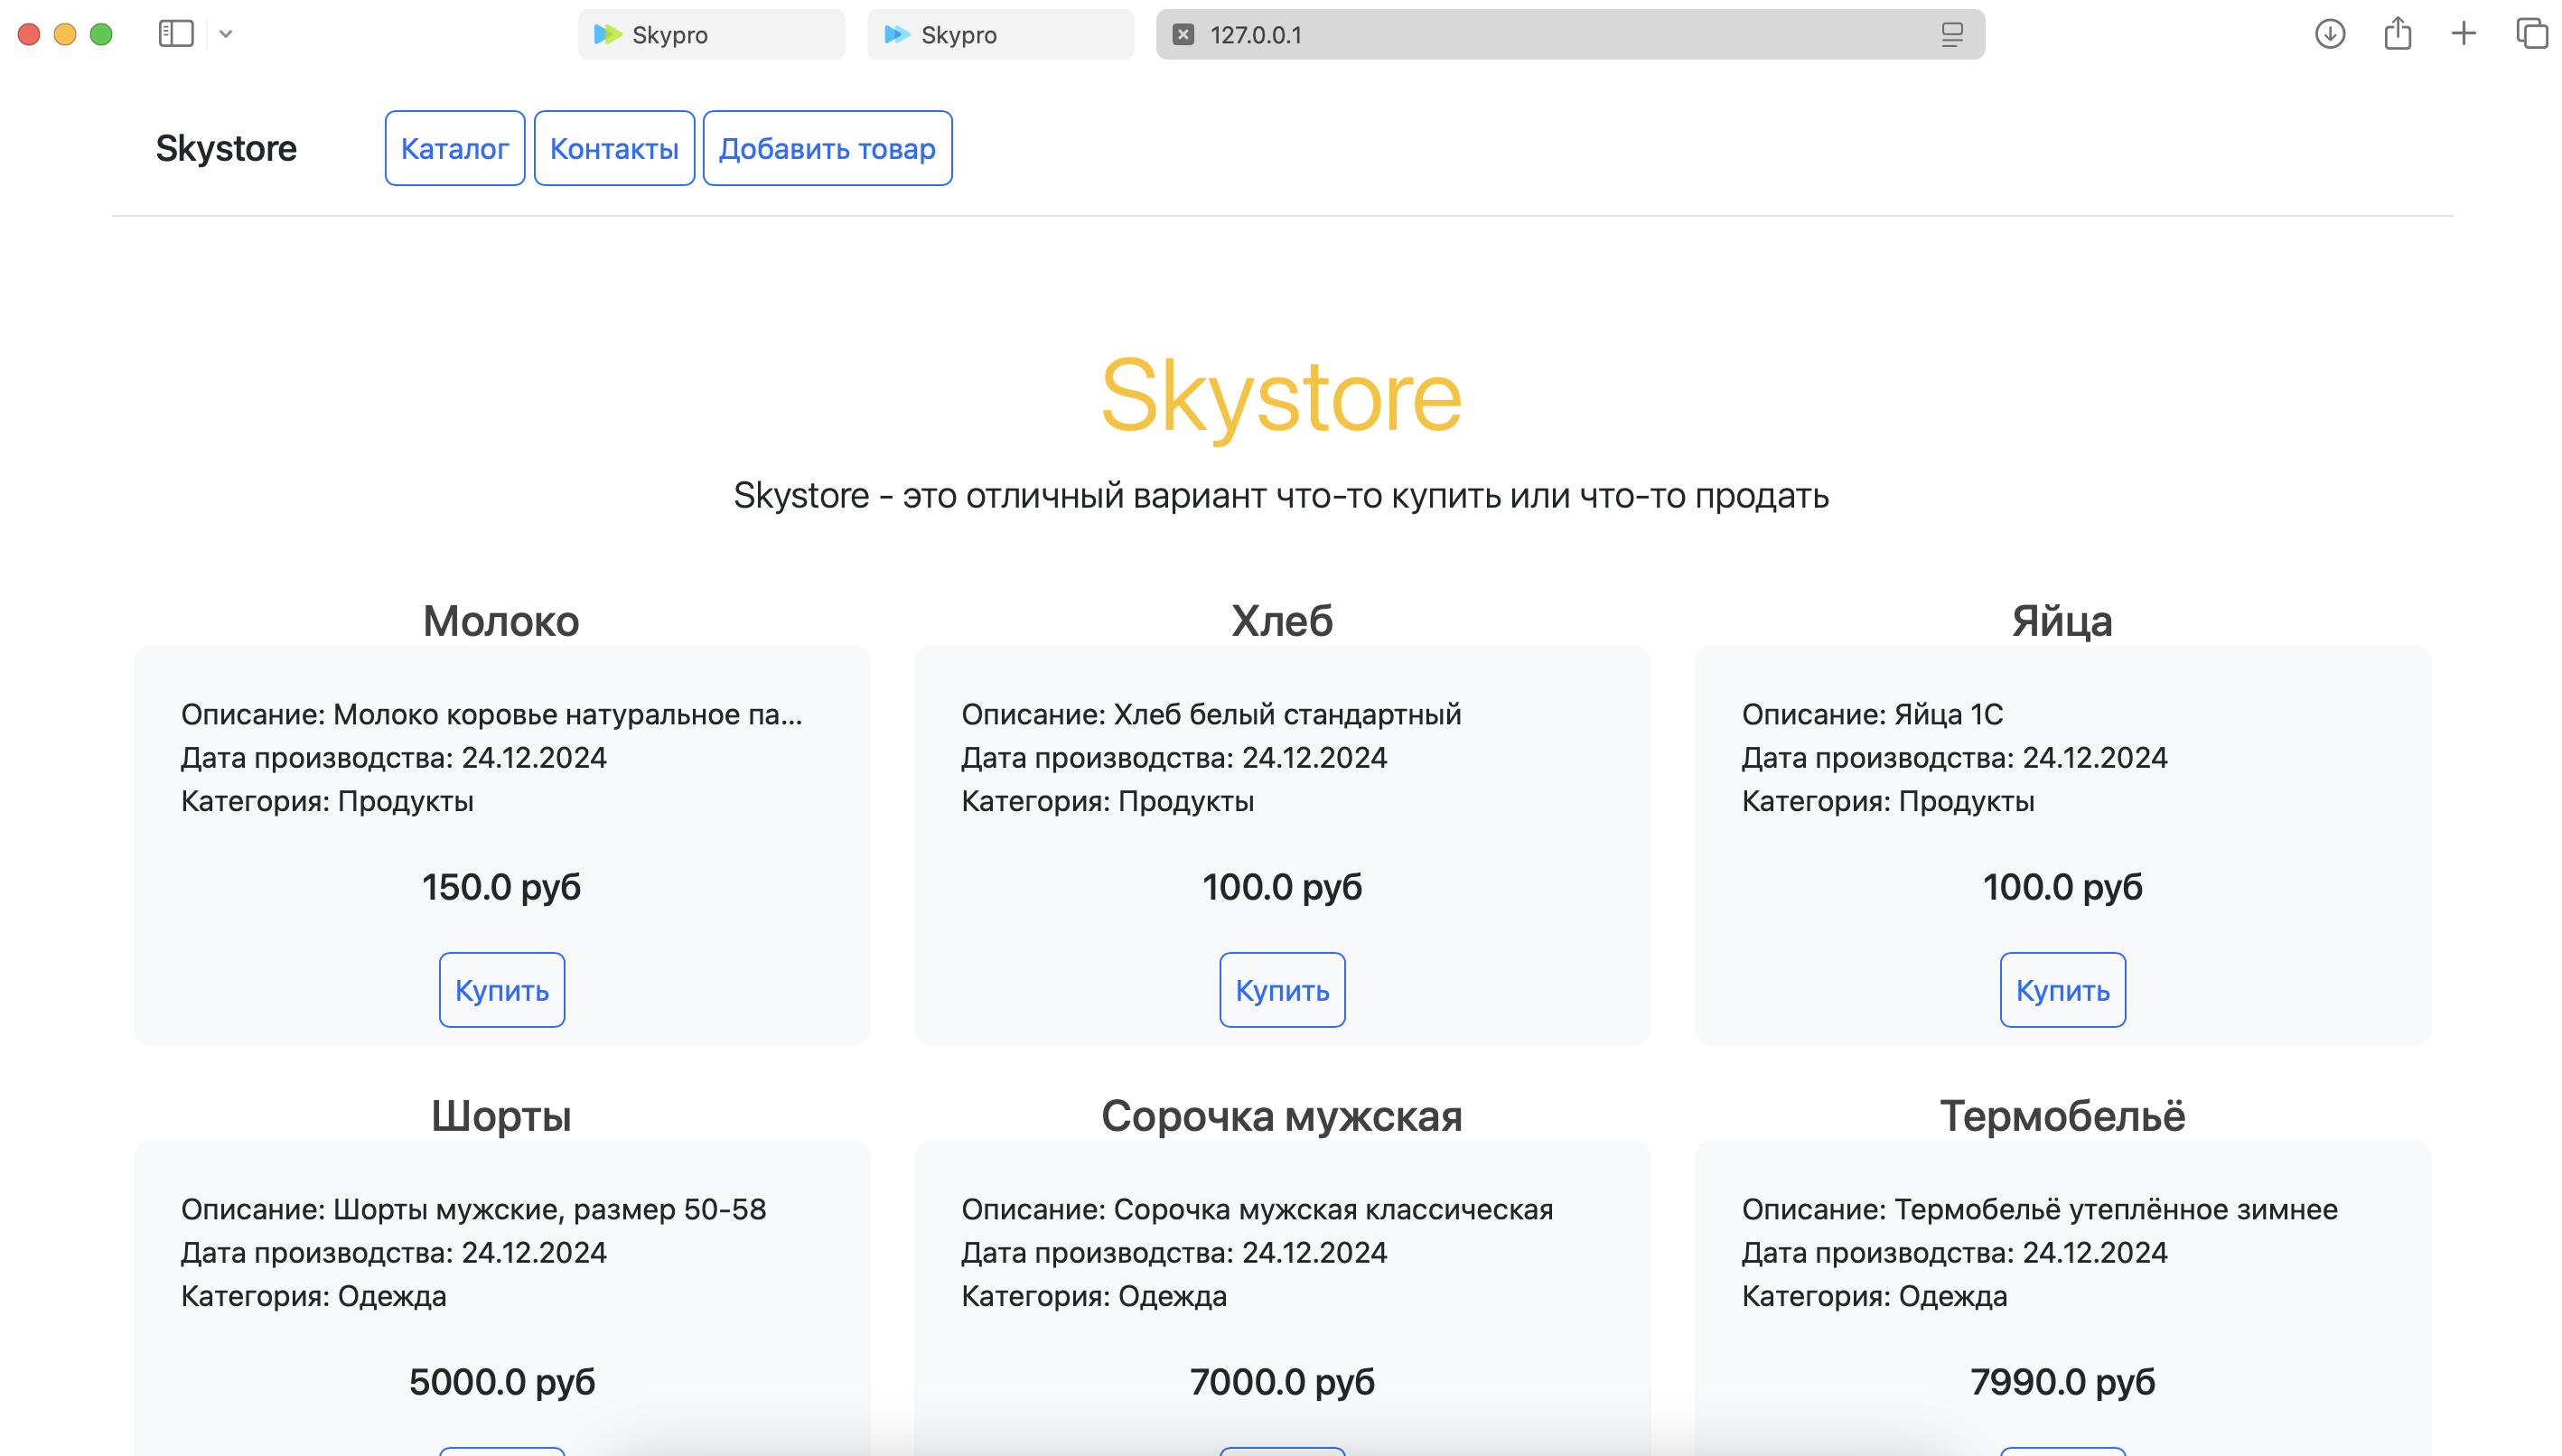 Skypro
Skypro
127.0.0.1
Skystore
Каталог
Контакты
Добавить товар
Skystore
Skystore - это отличный вариант что-то купить или что-то продать
Молоко
Описание: Молоко коровье натуральное па...
Дата производства: 24.12.2024
Категория: Продукты
150.0 руб
Купить
Хлеб
Описание: Хлеб белый стандартный
Дата производства: 24.12.2024
Категория: Продукты
100.0 руб
Купить
Яйца
Описание: Яйца 1С
Дата производства: 24.12.2024
Категория: Продукты
100.0 руб
Купить
Шорты
Описание: Шорты мужские, размер 50-58
Дата производства: 24.12.2024
Категория: Одежда
5000.0 руб
Сорочка мужская
Описание: Сорочка мужская классическая
Дата производства: 24.12.2024
Категория: Одежда
7000.0 руб
Термобельё
Описание: Термобельё утеплённое зимнее
Дата производства: 24.12.2024
Категория: Одежда
7990.0 руб